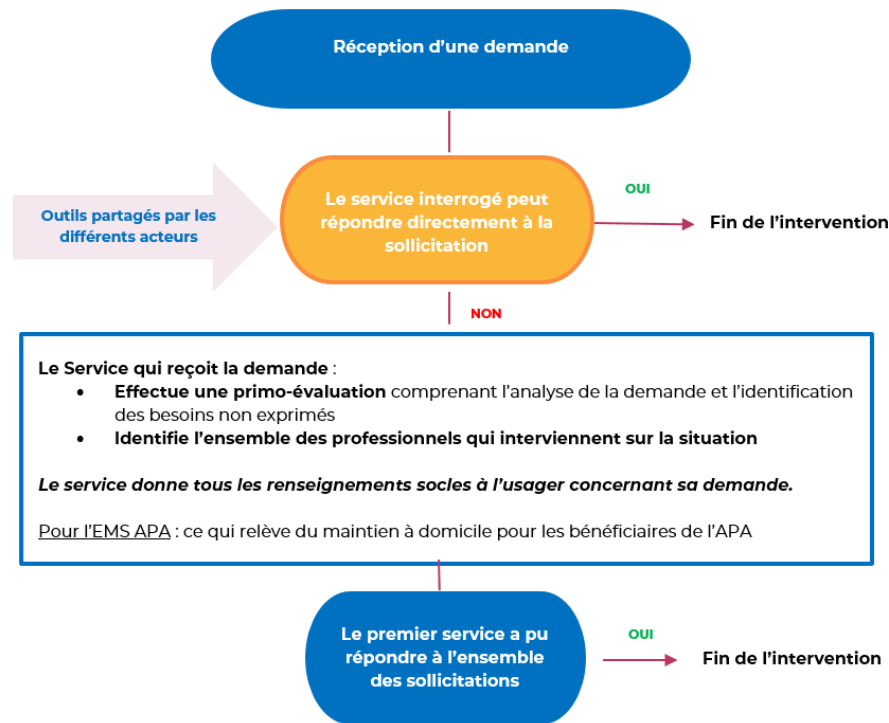 Réception d'une demande
Outils partagés par les
différents acteurs
Le service interrogé peut
répondre directement à la
sollicitation
OUI
Fin de l'intervention
NON
Le Service qui reçoit la demande :
• Effectue une primo-évaluation comprenant l'analyse de la demande et l'identification
des besoins non exprimés
• Identifie l'ensemble des professionnels qui interviennent sur la situation
Le service donne tous les renseignements socles à l'usager concernant sa demande.
Pour l'EMS APA : ce qui relève du maintien à domicile pour les bénéficiaires de l'APA
Le premier service a pu
répondre à l'ensemble
des sollicitations
OUI
Fin de l'intervention